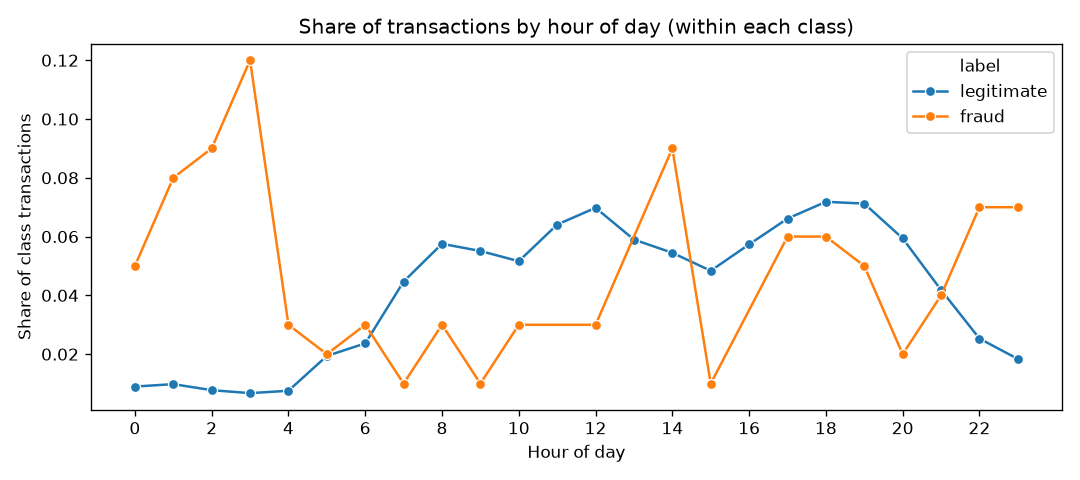 Share of transactions by hour of day (within each class)
label
legitimate
fraud
Share of class transactions
0.12
0.10
0.08
0.06
0.04
0.02
0 2 4 6 8 10 12 14 16 18 20 22
Hour of day